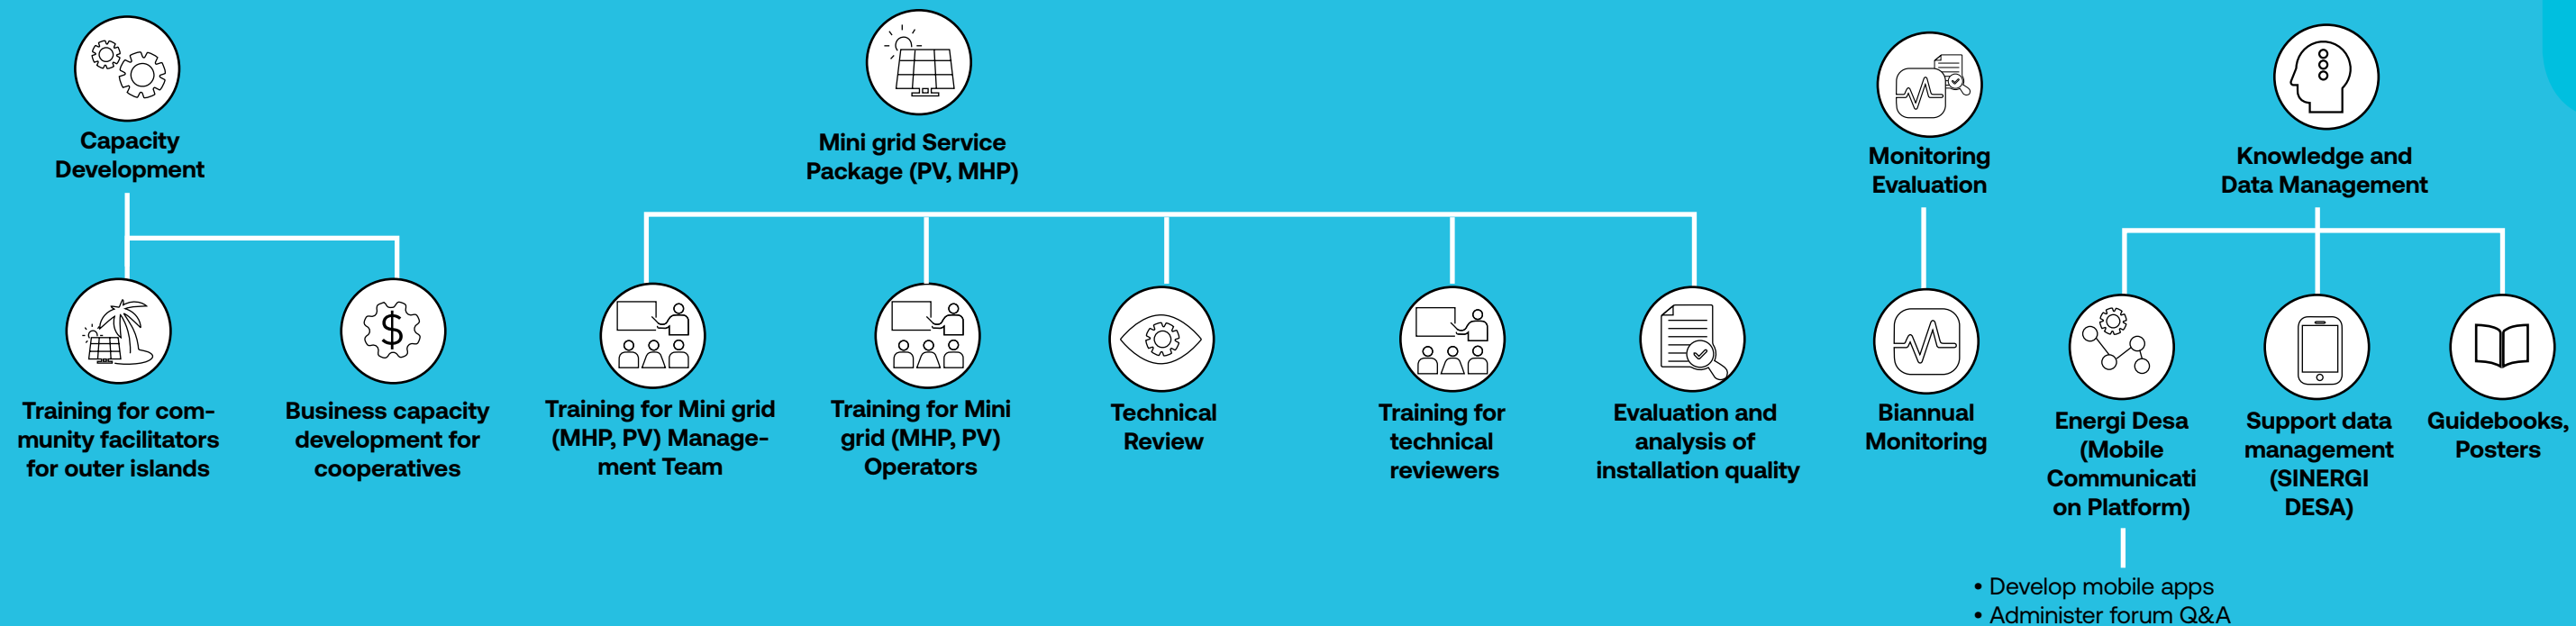 Capacity
Development
Mini grid Service
Package (PV, MHP)
Monitoring
Evaluation
Knowledge and
Data Management
$
Training for com-
munity facilitators
for outer islands
Business capacity
development for
cooperatives
Training for Mini grid
(MHP, PV) Manage-
ment Team
Training for Mini
grid (MHP, PV)
Operators
Technical
Review
Training for
technical
reviewers
Evaluation and
analysis of
installation quality
Biannual
Monitoring
Energi Desa
(Mobile
Communicati
on Platform)
Support data
management
(SINERGI
DESA)
Guidebooks,
Posters
• Develop mobile apps
• Administer forum Q&A